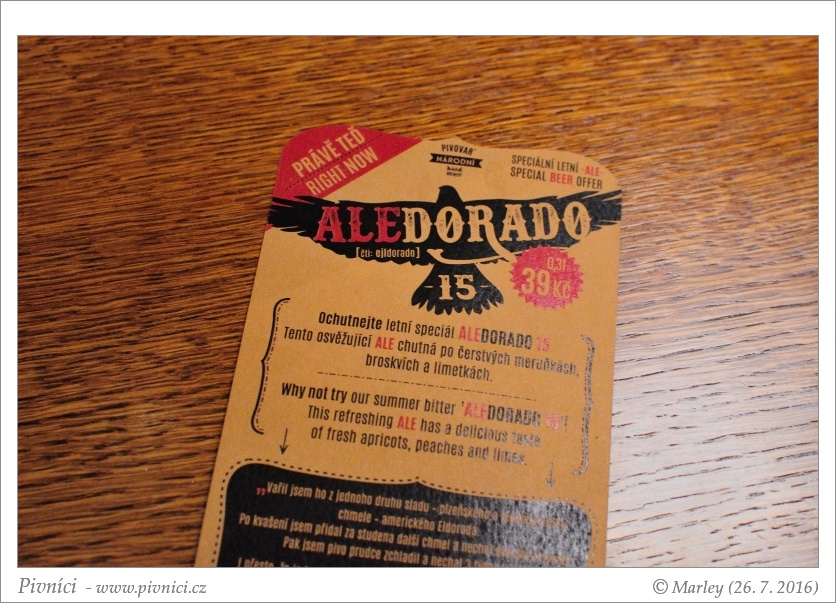 PRÁVĚ TEĎ
RIGHT NOW
PIVOVAR
NÁRODNÍ
SPECIÁLNÍ LETNÍ -ALE-
SPECIAL BEER OFFER
ALEDORADO
[čti: ejldorado]
-15-
0,3l
39 Kč
Ochutnejte letní speciál ALEDORADO 15.
Tento osvěžující ALE chutná po čerstvých meruňkách,
broskvích a limetkách.
Why not try our summer bitter 'ALEDORADO 15'!
This refreshing ALE has a delicious taste
of fresh apricots, peaches and limes.
„Vařil jsem ho z jednoho druhu sladu - plzeňského
chmele - amerického Eldorada.
Po kvašení jsem přidal za studena další chmel a nechal
Pak jsem pivo prudce zchladil a nechal 3
Pivníci - www.pivnici.cz
© Marley (26. 7. 2016)